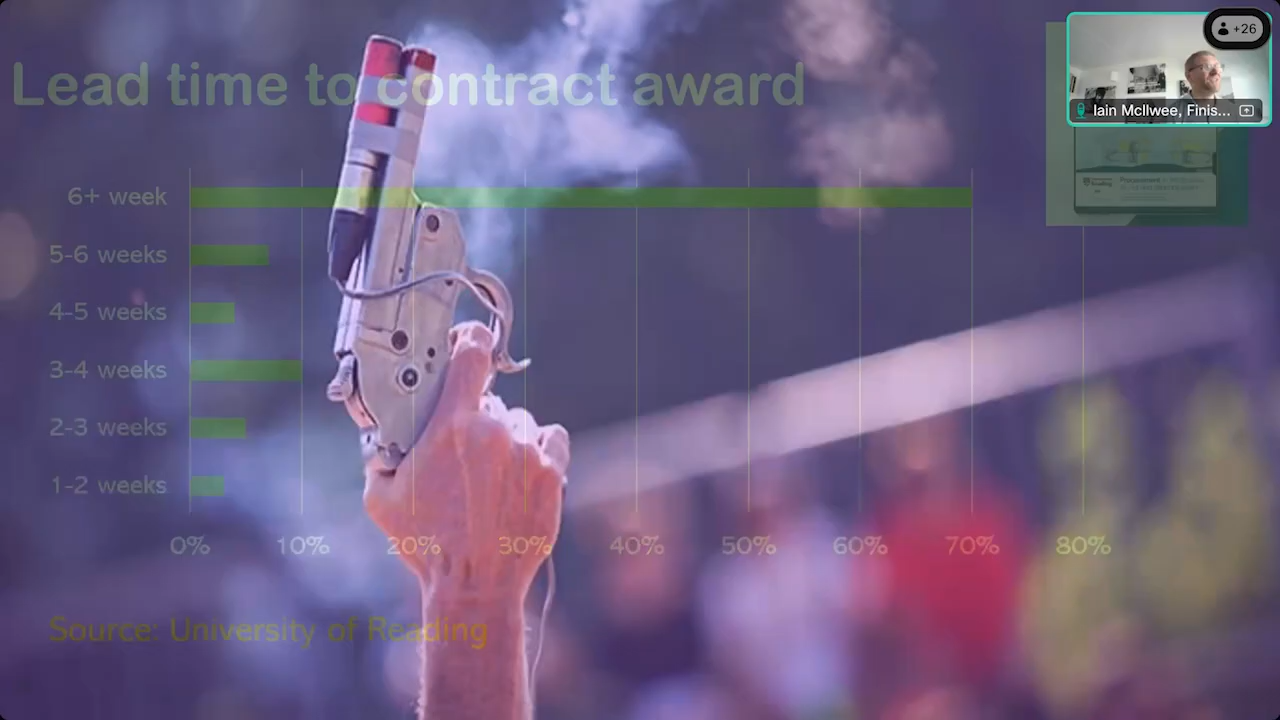 +26
Iain McIlwee, Finis...
Lead time to contract award
6+ week
5-6 weeks
4-5 weeks
3-4 weeks
2-3 weeks
1-2 weeks
0% 10% 20% 30% 40% 50% 60% 70% 80%
Source: University of Reading
Reading